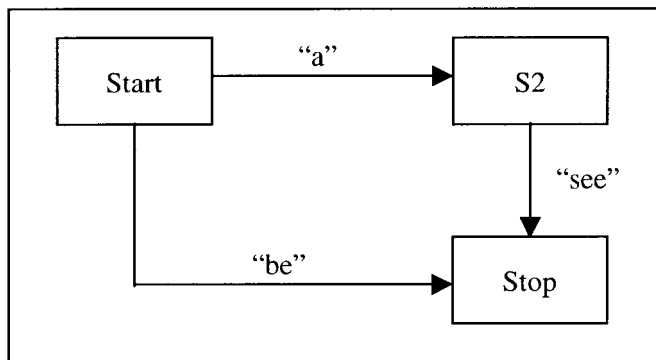 Start
“a”
S2
“see”
“be”
Stop